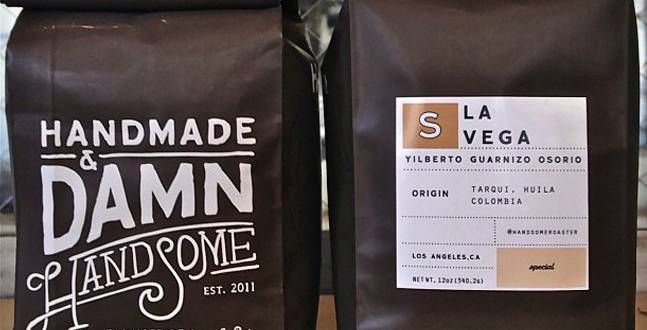 HANDMADE
&
DAMN
HANDSOME
EST. 2011
S
LA
VEGA
YILBERTO GUARNIZO OSORIO
ORIGIN TARQUI, HUILA
COLOMBIA
@HANDSOMEROASTER
LOS ANGELES,CA
special
NET WT. 12oz (340.2g)